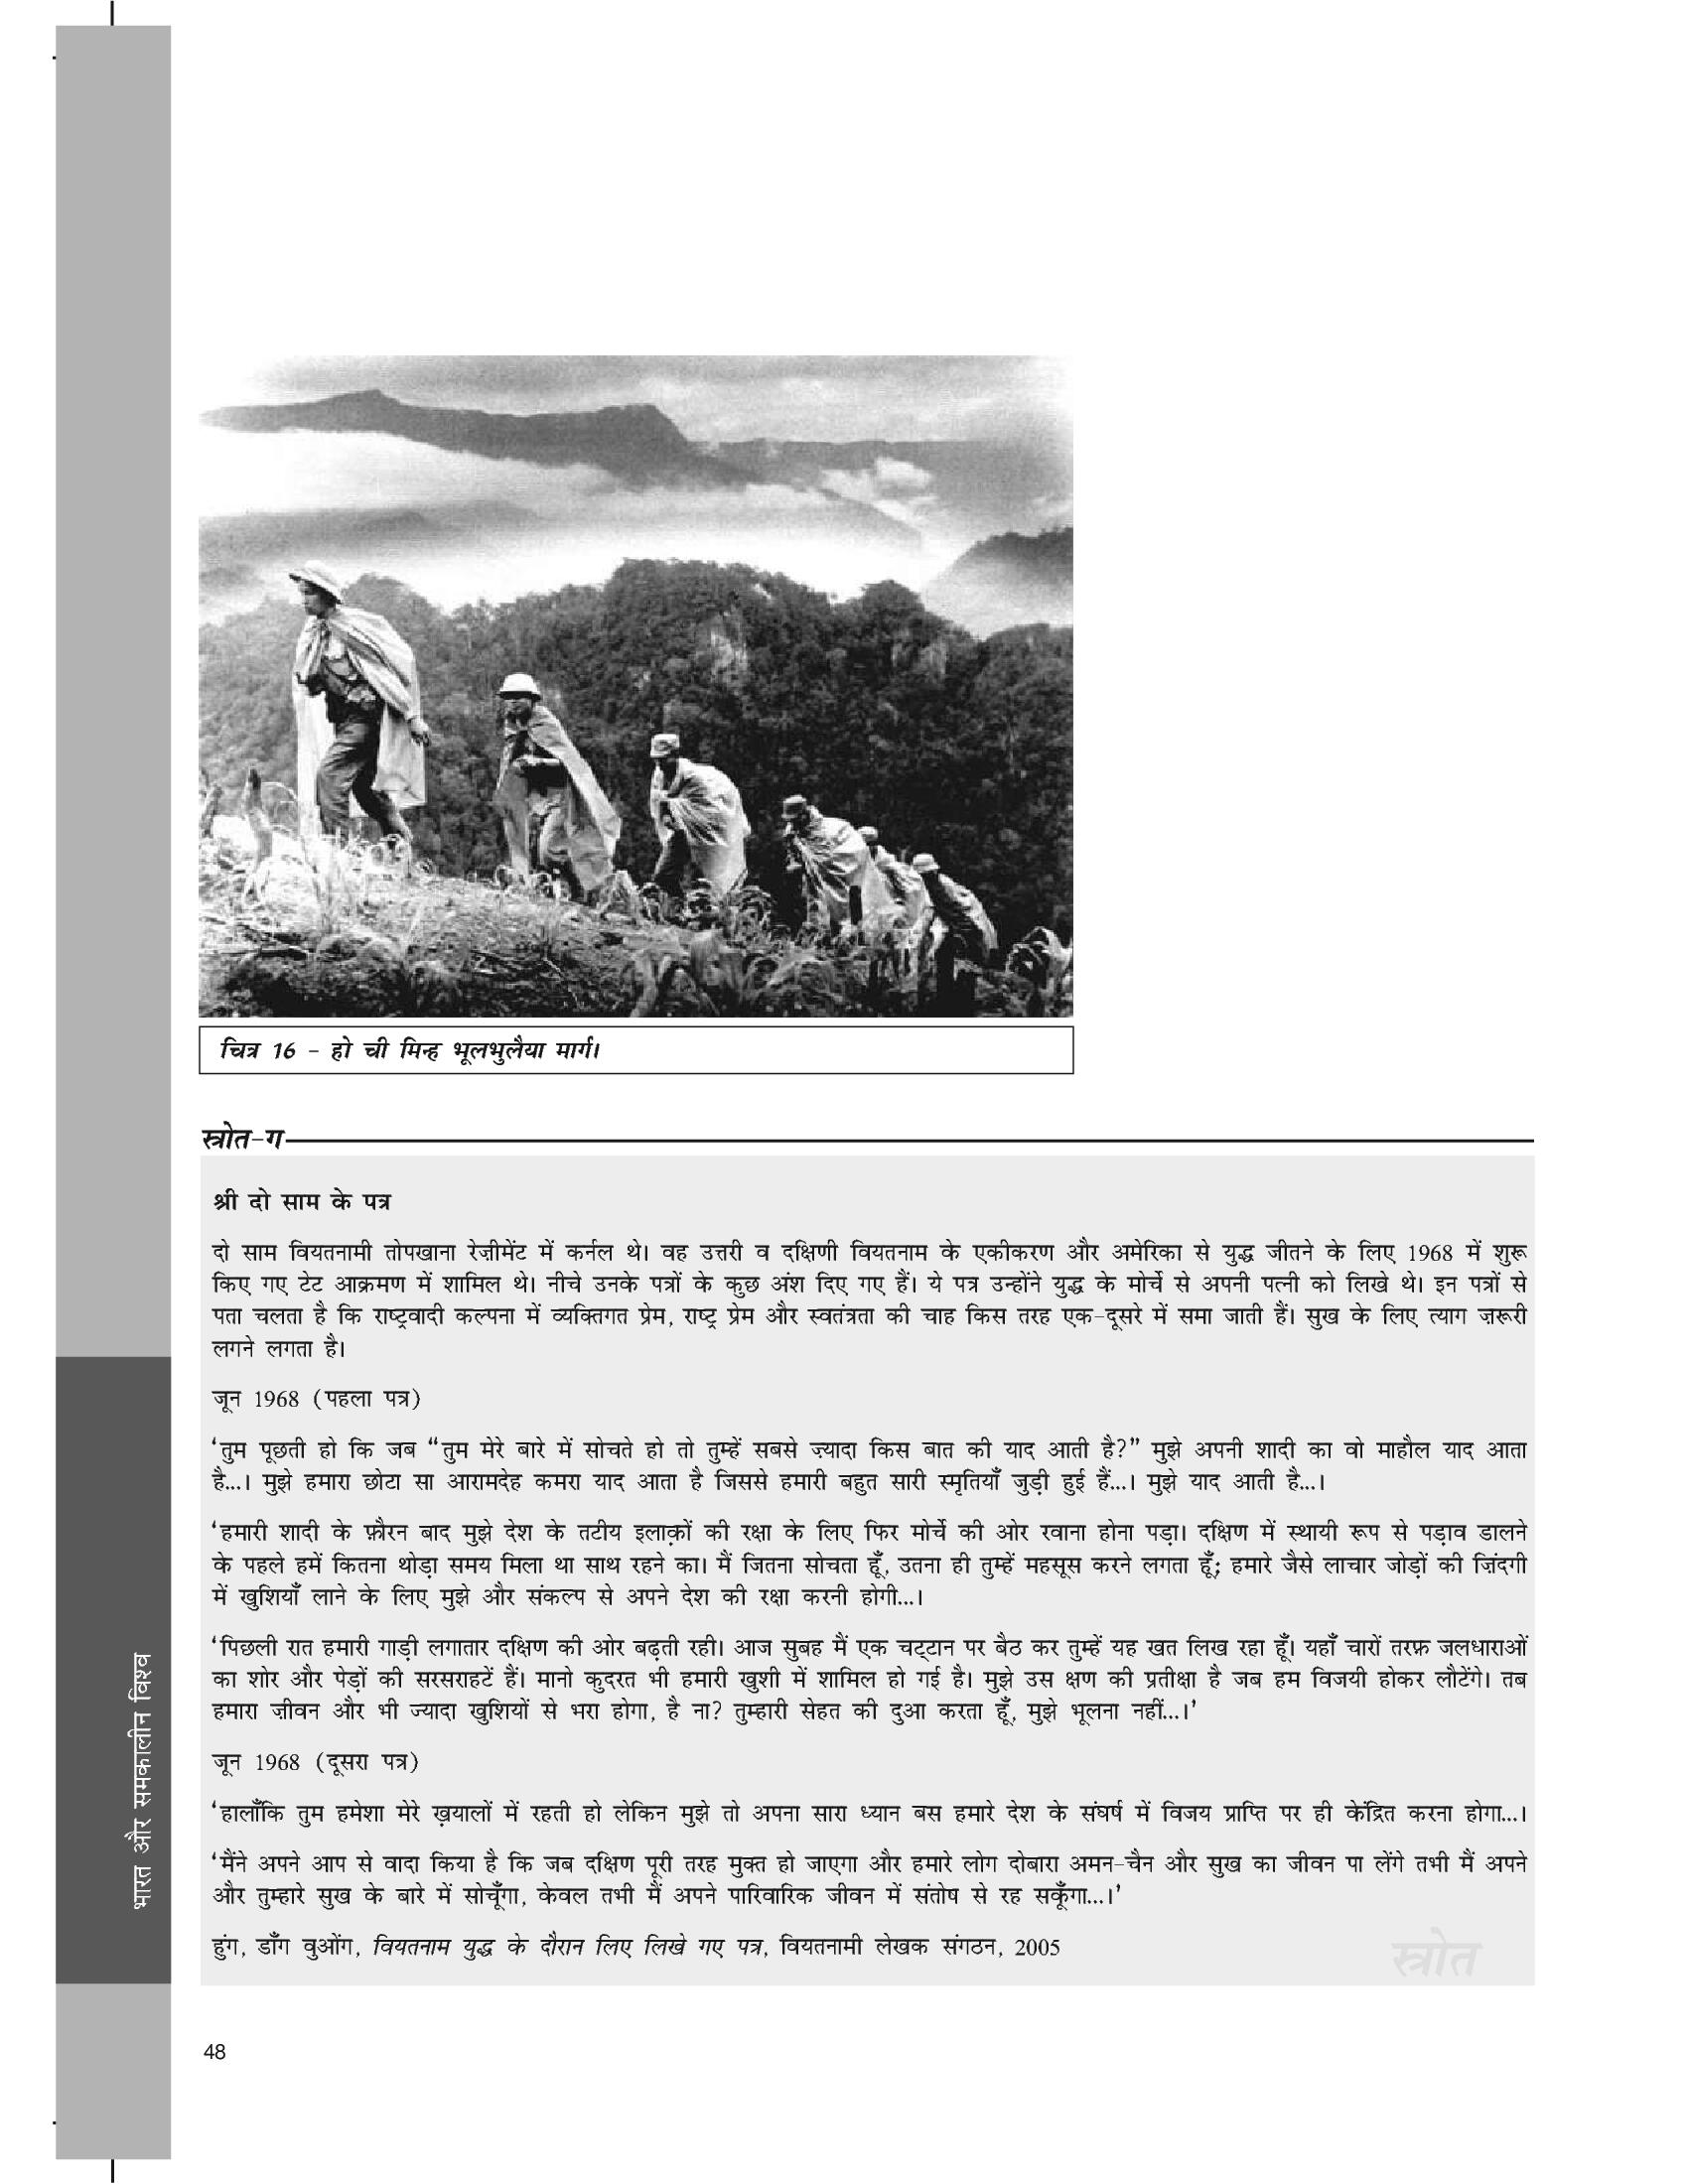 चित्र 16 – हो ची मिन्ह भूलभुलैया मार्ग।
स्त्रोत-ग
श्री दो साम के पत्र
दो साम वियतनामी तोपखाना रेज़ीमेंट में कर्नल थे। वह उत्तरी व दक्षिणी वियतनाम के एकीकरण और अमेरिका से युद्ध जीतने के लिए 1968 में शुरू
किए गए टेट आक्रमण में शामिल थे। नीचे उनके पत्रों के कुछ अंश दिए गए हैं। ये पत्र उन्होंने युद्ध के मोर्चे से अपनी पत्नी को लिखे थे। इन पत्रों से
पता चलता है कि राष्ट्रवादी कल्पना में व्यक्तिगत प्रेम, राष्ट्र प्रेम और स्वतंत्रता की चाह किस तरह एक-दूसरे में समा जाती हैं। सुख के लिए त्याग ज़रूरी
लगने लगता है।
जून 1968 (पहला पत्र)
‘तुम पूछती हो कि जब “तुम मेरे बारे में सोचते हो तो तुम्हें सबसे ज़्यादा किस बात की याद आती है?” मुझे अपनी शादी का वो माहौल याद आता
है...। मुझे हमारा छोटा सा आरामदेह कमरा याद आता है जिससे हमारी बहुत सारी स्मृतियाँ जुड़ी हुई हैं...। मुझे याद आती है...।
‘हमारी शादी के फ़ौरन बाद मुझे देश के तटीय इलाक़ों की रक्षा के लिए फिर मोर्चे की ओर रवाना होना पड़ा। दक्षिण में स्थायी रूप से पड़ाव डालने
के पहले हमें कितना थोड़ा समय मिला था साथ रहने का। मैं जितना सोचता हूँ, उतना ही तुम्हें महसूस करने लगता हूँ; हमारे जैसे लाचार जोड़ों की ज़िंदगी
में खुशियाँ लाने के लिए मुझे और संकल्प से अपने देश की रक्षा करनी होगी...।
‘पिछली रात हमारी गाड़ी लगातार दक्षिण की ओर बढ़ती रही। आज सुबह मैं एक चट्टान पर बैठ कर तुम्हें यह खत लिख रहा हूँ। यहाँ चारों तरफ़ जलधाराओं
का शोर और पेड़ों की सरसराहटें हैं। मानो कुदरत भी हमारी खुशी में शामिल हो गई है। मुझे उस क्षण की प्रतीक्षा है जब हम विजयी होकर लौटेंगे। तब
हमारा ज़ीवन और भी ज्यादा खुशियों से भरा होगा, है ना? तुम्हारी सेहत की दुआ करता हूँ, मुझे भूलना नहीं...।’
जून 1968 (दूसरा पत्र)
‘हालाँकि तुम हमेशा मेरे ख़यालों में रहती हो लेकिन मुझे तो अपना सारा ध्यान बस हमारे देश के संघर्ष में विजय प्राप्ति पर ही केंद्रित करना होगा...।
‘मैंने अपने आप से वादा किया है कि जब दक्षिण पूरी तरह मुक्त हो जाएगा और हमारे लोग दोबारा अमन-चैन और सुख का जीवन पा लेंगे तभी मैं अपने
और तुम्हारे सुख के बारे में सोचूँगा, केवल तभी मैं अपने पारिवारिक जीवन में संतोष से रह सकूँगा...।’
हुंग, डाँग वुओंग, वियतनाम युद्ध के दौरान लिए लिखे गए पत्र, वियतनामी लेखक संगठन, 2005
स्त्रोत
भारत और समकालीन विश्व
48